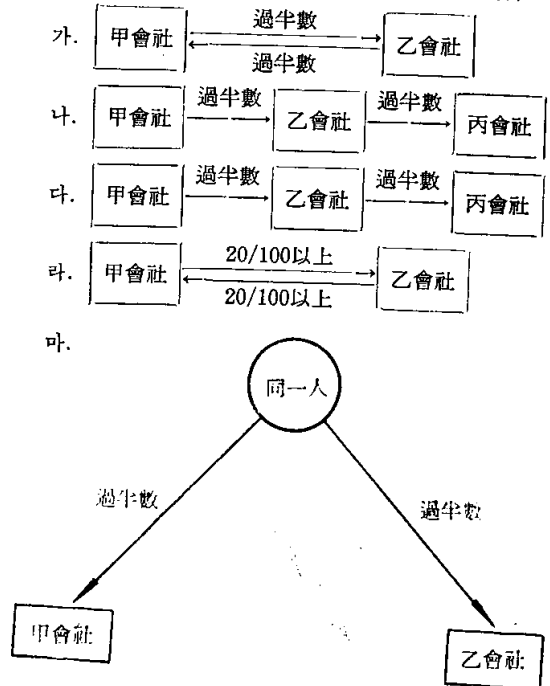 過半數
가. 甲會社 乙會社
過半數
過半數 過半數
나. 甲會社 乙會社 丙會社
過半數 過半數
다. 甲會社 乙會社 丙會社
20/100以上
라. 甲會社 乙會社
20/100以上
마.
同一人
過半數 過半數
甲會社
乙會社